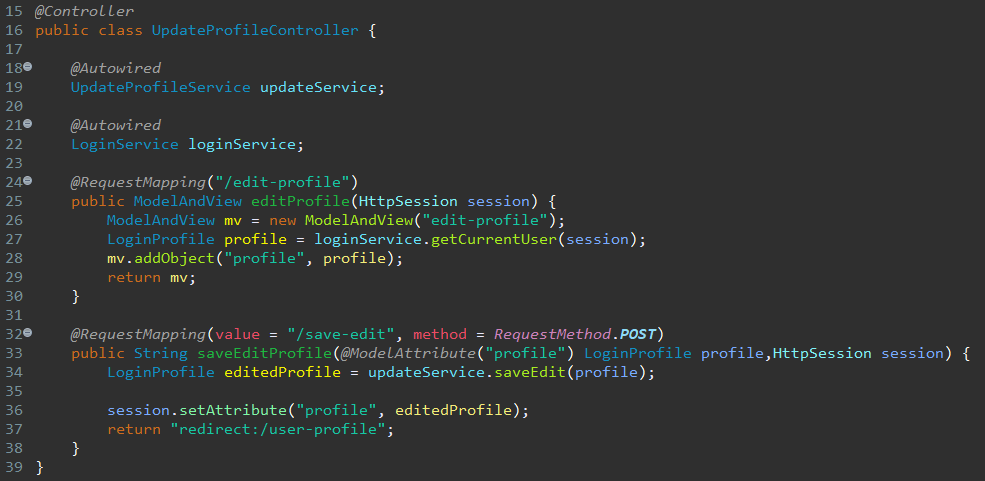 15 @Controller
16 public class UpdateProfileController {
17
18 @Autowired
19 UpdateProfileService updateService;
20
21 @Autowired
22 LoginService loginService;
23
24 @RequestMapping("/edit-profile")
25 public ModelAndView editProfile(HttpSession session) {
26 ModelAndView mv = new ModelAndView("edit-profile");
27 LoginProfile profile = loginService.getCurrentUser(session);
28 mv.addObject("profile", profile);
29 return mv;
30 }
31
32 @RequestMapping(value = "/save-edit", method = RequestMethod.POST)
33 public String saveEditProfile(@ModelAttribute("profile") LoginProfile profile,HttpSession session) {
34 LoginProfile editedProfile = updateService.saveEdit(profile);
35
36 session.setAttribute("profile", editedProfile);
37 return "redirect:/user-profile";
38 }
39 }